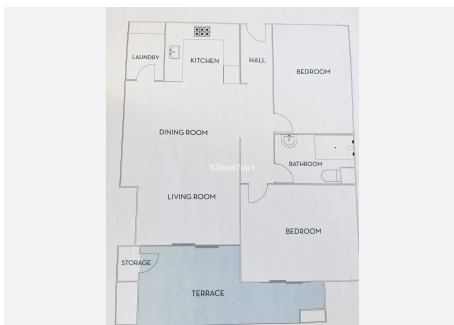 LAUNDRY
KITCHEN
HALL
BEDROOM
DINING ROOM
BATHROOM
LIVING ROOM
BEDROOM
STORAGE
TERRACE